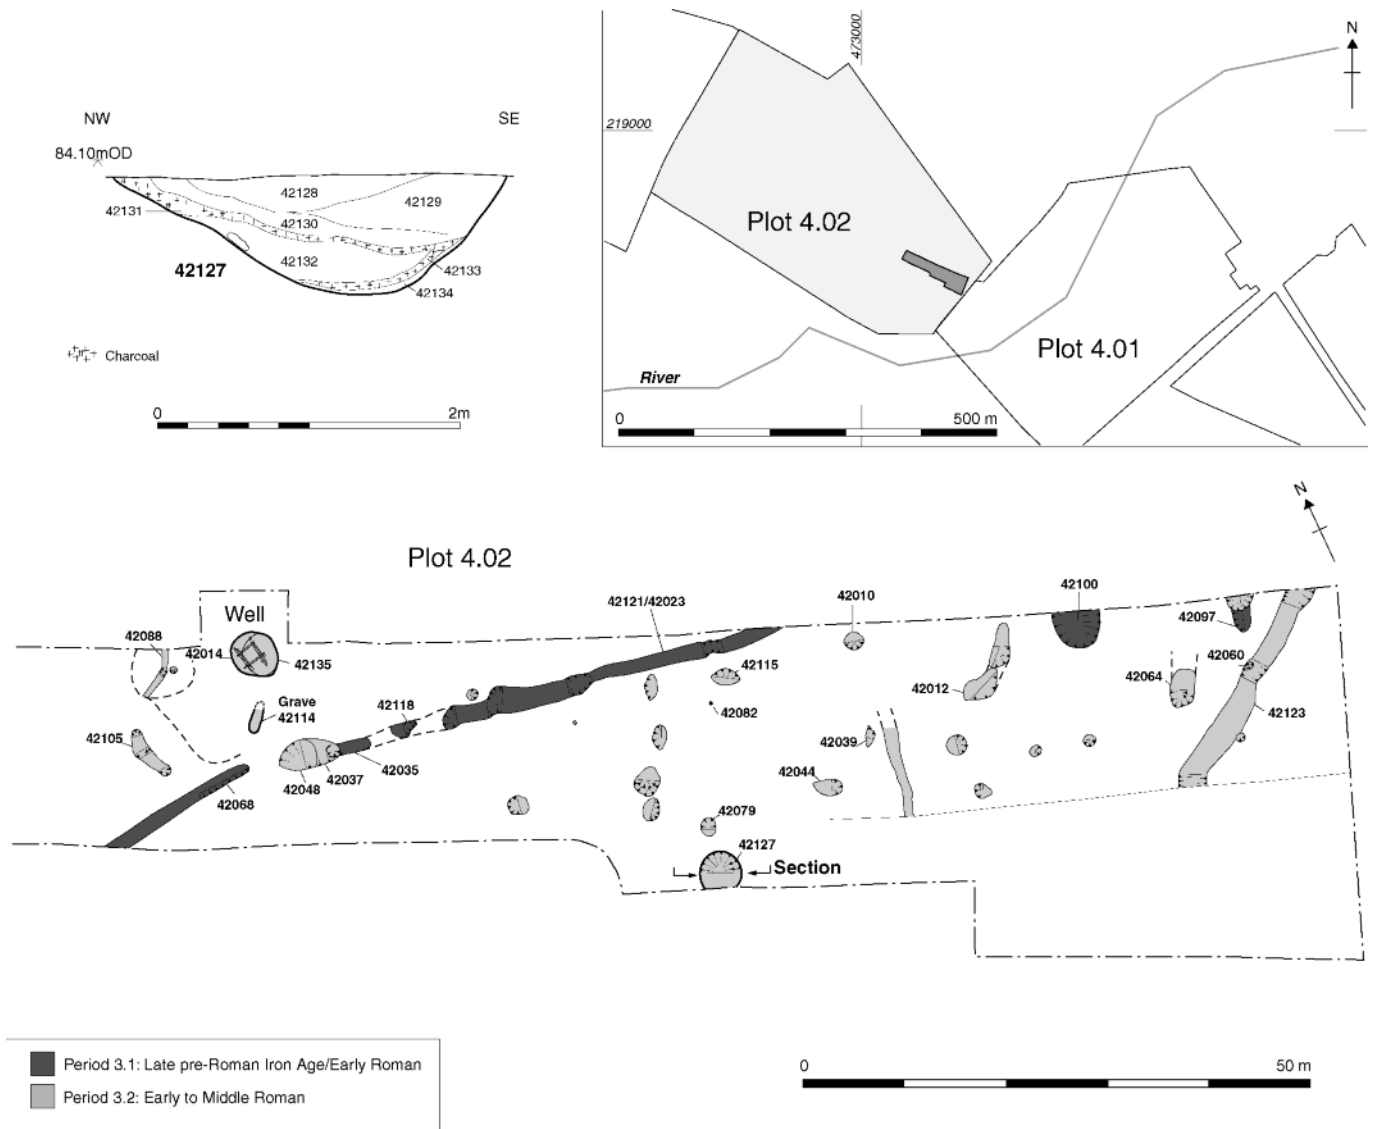 NW
SE
84.10mOD
42128
42129
42131
42130
42132
42127
42133
42134
Charcoal
0
2m
473000
N
219000
Plot 4.02
Plot 4.01
River
0
500 m
N
Plot 4.02
Well
42121/42023
42010
42100
42097
42088
42014
42135
42060
42115
42064
42012
Grave
42114
42118
42082
42123
42105
42039
42035
42037
42048
42044
42068
42079
42127
Section
Period 3.1: Late pre-Roman Iron Age/Early Roman
Period 3.2: Early to Middle Roman
0
50 m